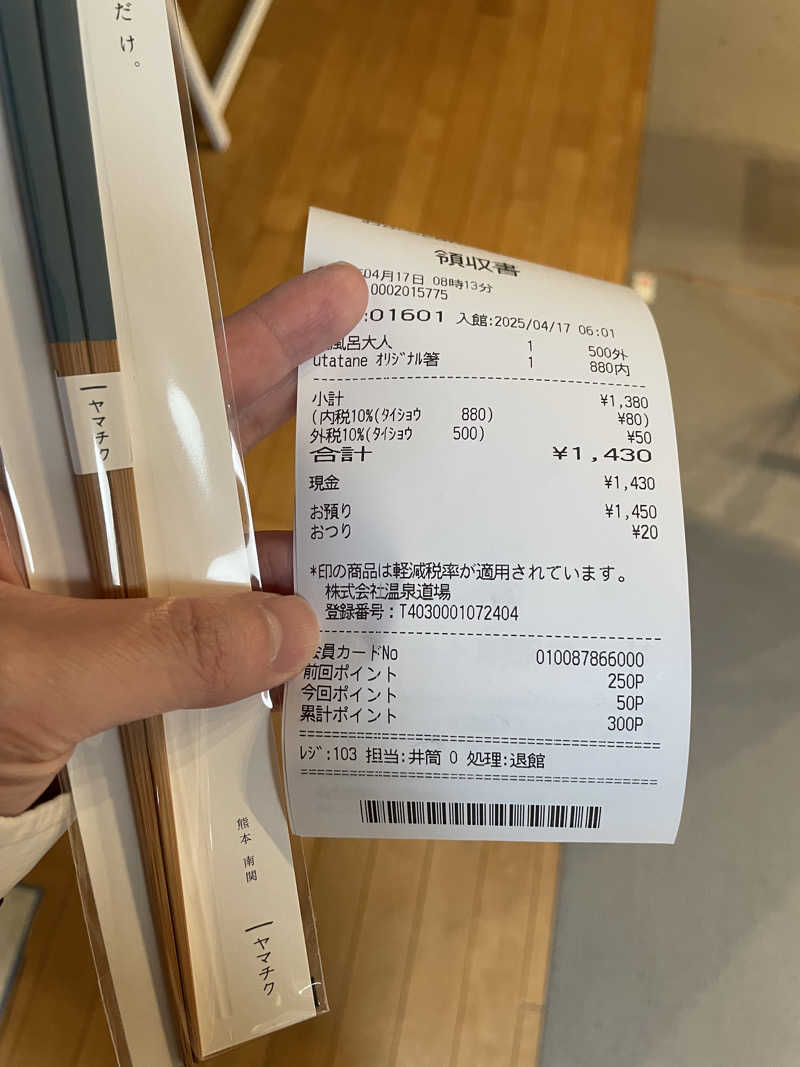 だけ。
ヤマチク
熊本 南関
ヤマチク
領収書
04月17日 08時13分
0002015775
:01601 入館:2025/04/17 06:01
風呂大人 1 500外
utatane ｵﾘｼﾞﾅﾙ箸 1 880内
小計 ¥1,380
(内税10%(ﾀｲｼｮｳ 880) ¥80)
外税10%(ﾀｲｼｮｳ 500) ¥50
合計 ¥1,430
現金 ¥1,430
お預り ¥1,450
おつり ¥20
*印の商品は軽減税率が適用されています。
株式会社温泉道場
登録番号：T4030001072404
会員カードNo 010087866000
前回ポイント 250P
今回ポイント 50P
累計ポイント 300P
ﾚｼﾞ:103 担当:井筒 0 処理:退館